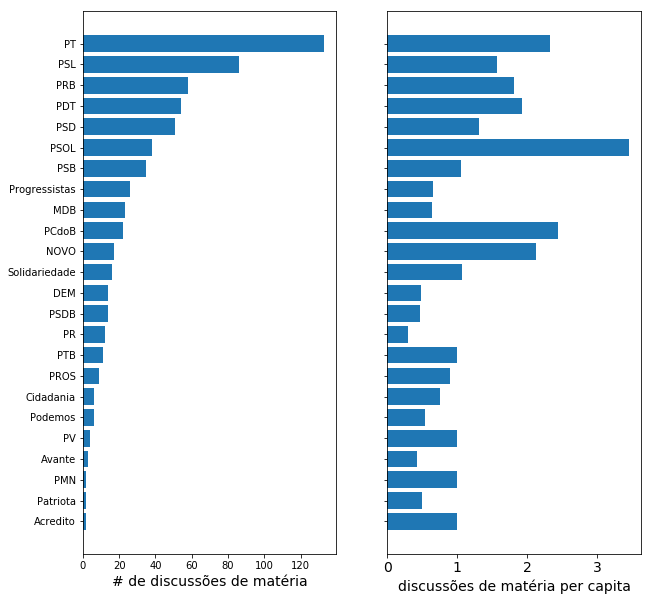 PT
PSL
PRB
PDT
PSD
PSOL
PSB
Progressistas
MDB
PCdoB
NOVO
Solidariedade
DEM
PSDB
PR
PTB
PROS
Cidadania
Podemos
PV
Avante
PMN
Patriota
Acredito
0 20 40 60 80 100 120
# de discussões de matéria
0 1 2 3
discussões de matéria per capita